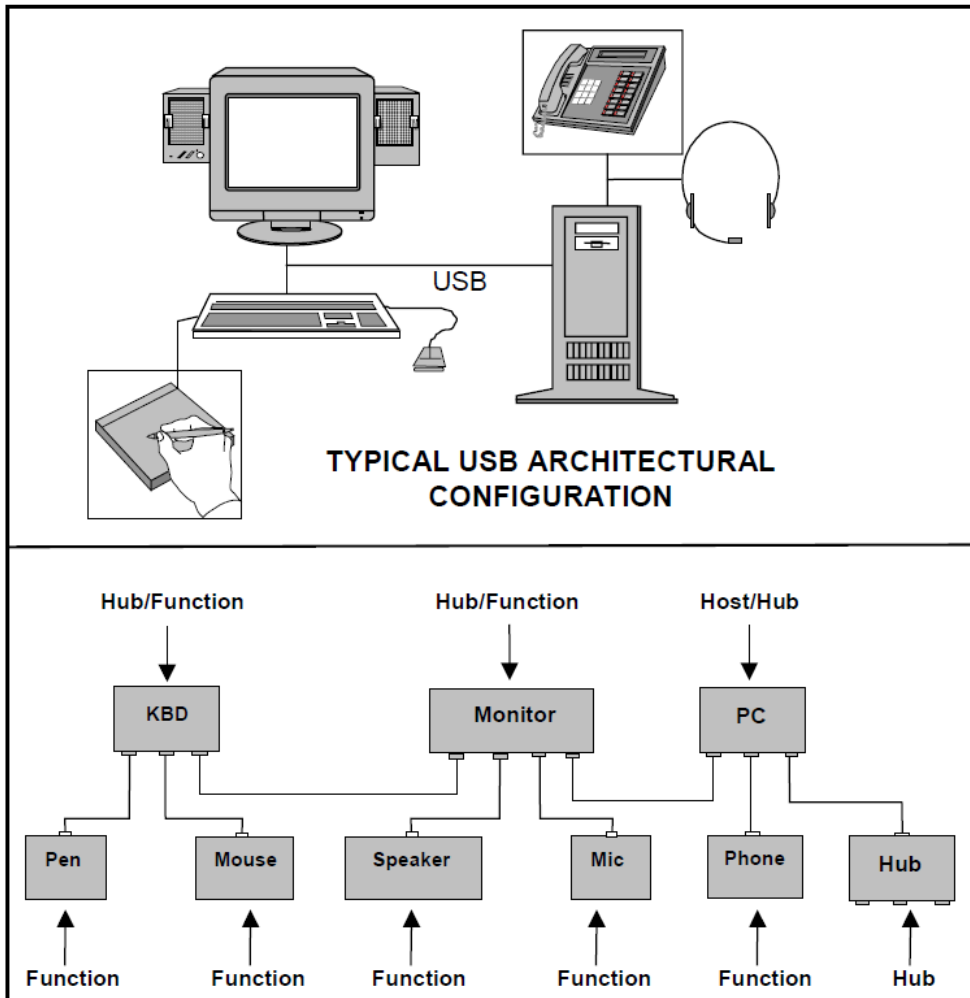 USB
TYPICAL USB ARCHITECTURAL
CONFIGURATION
Hub/Function
Hub/Function
Host/Hub
KBD
Monitor
PC
Pen
Mouse
Speaker
Mic
Phone
Hub
Function
Function
Function
Function
Function
Hub